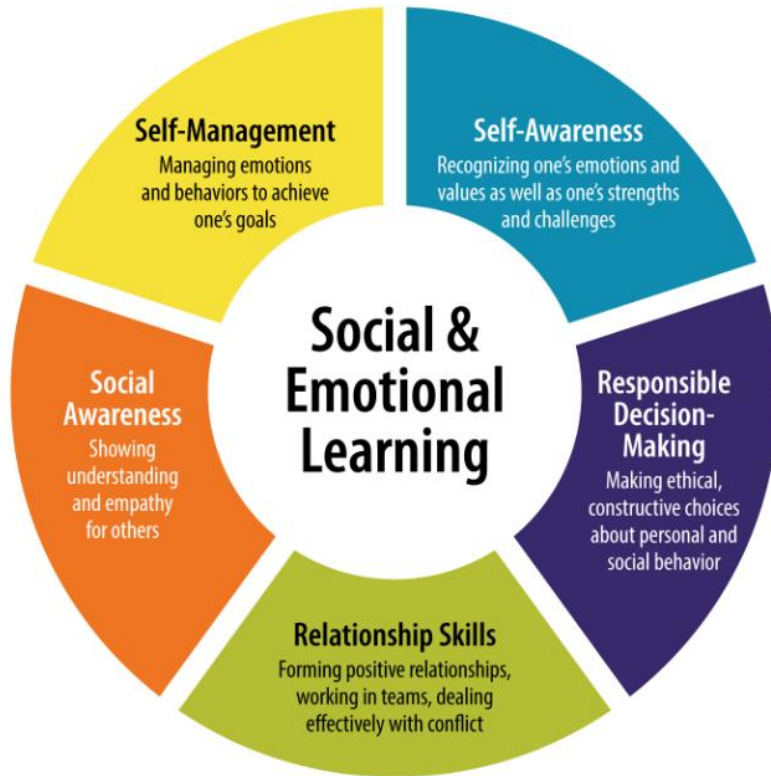 Self-Management
Managing emotions
and behaviors to achieve
one's goals
Self-Awareness
Recognizing one's emotions and
values as well as one's strengths
and challenges
Social &
Emotional
Learning
Social
Awareness
Showing
understanding
and empathy
for others
Responsible
Decision-
Making
Making ethical,
constructive choices
about personal and
social behavior
Relationship Skills
Forming positive relationships,
working in teams, dealing
effectively with conflict